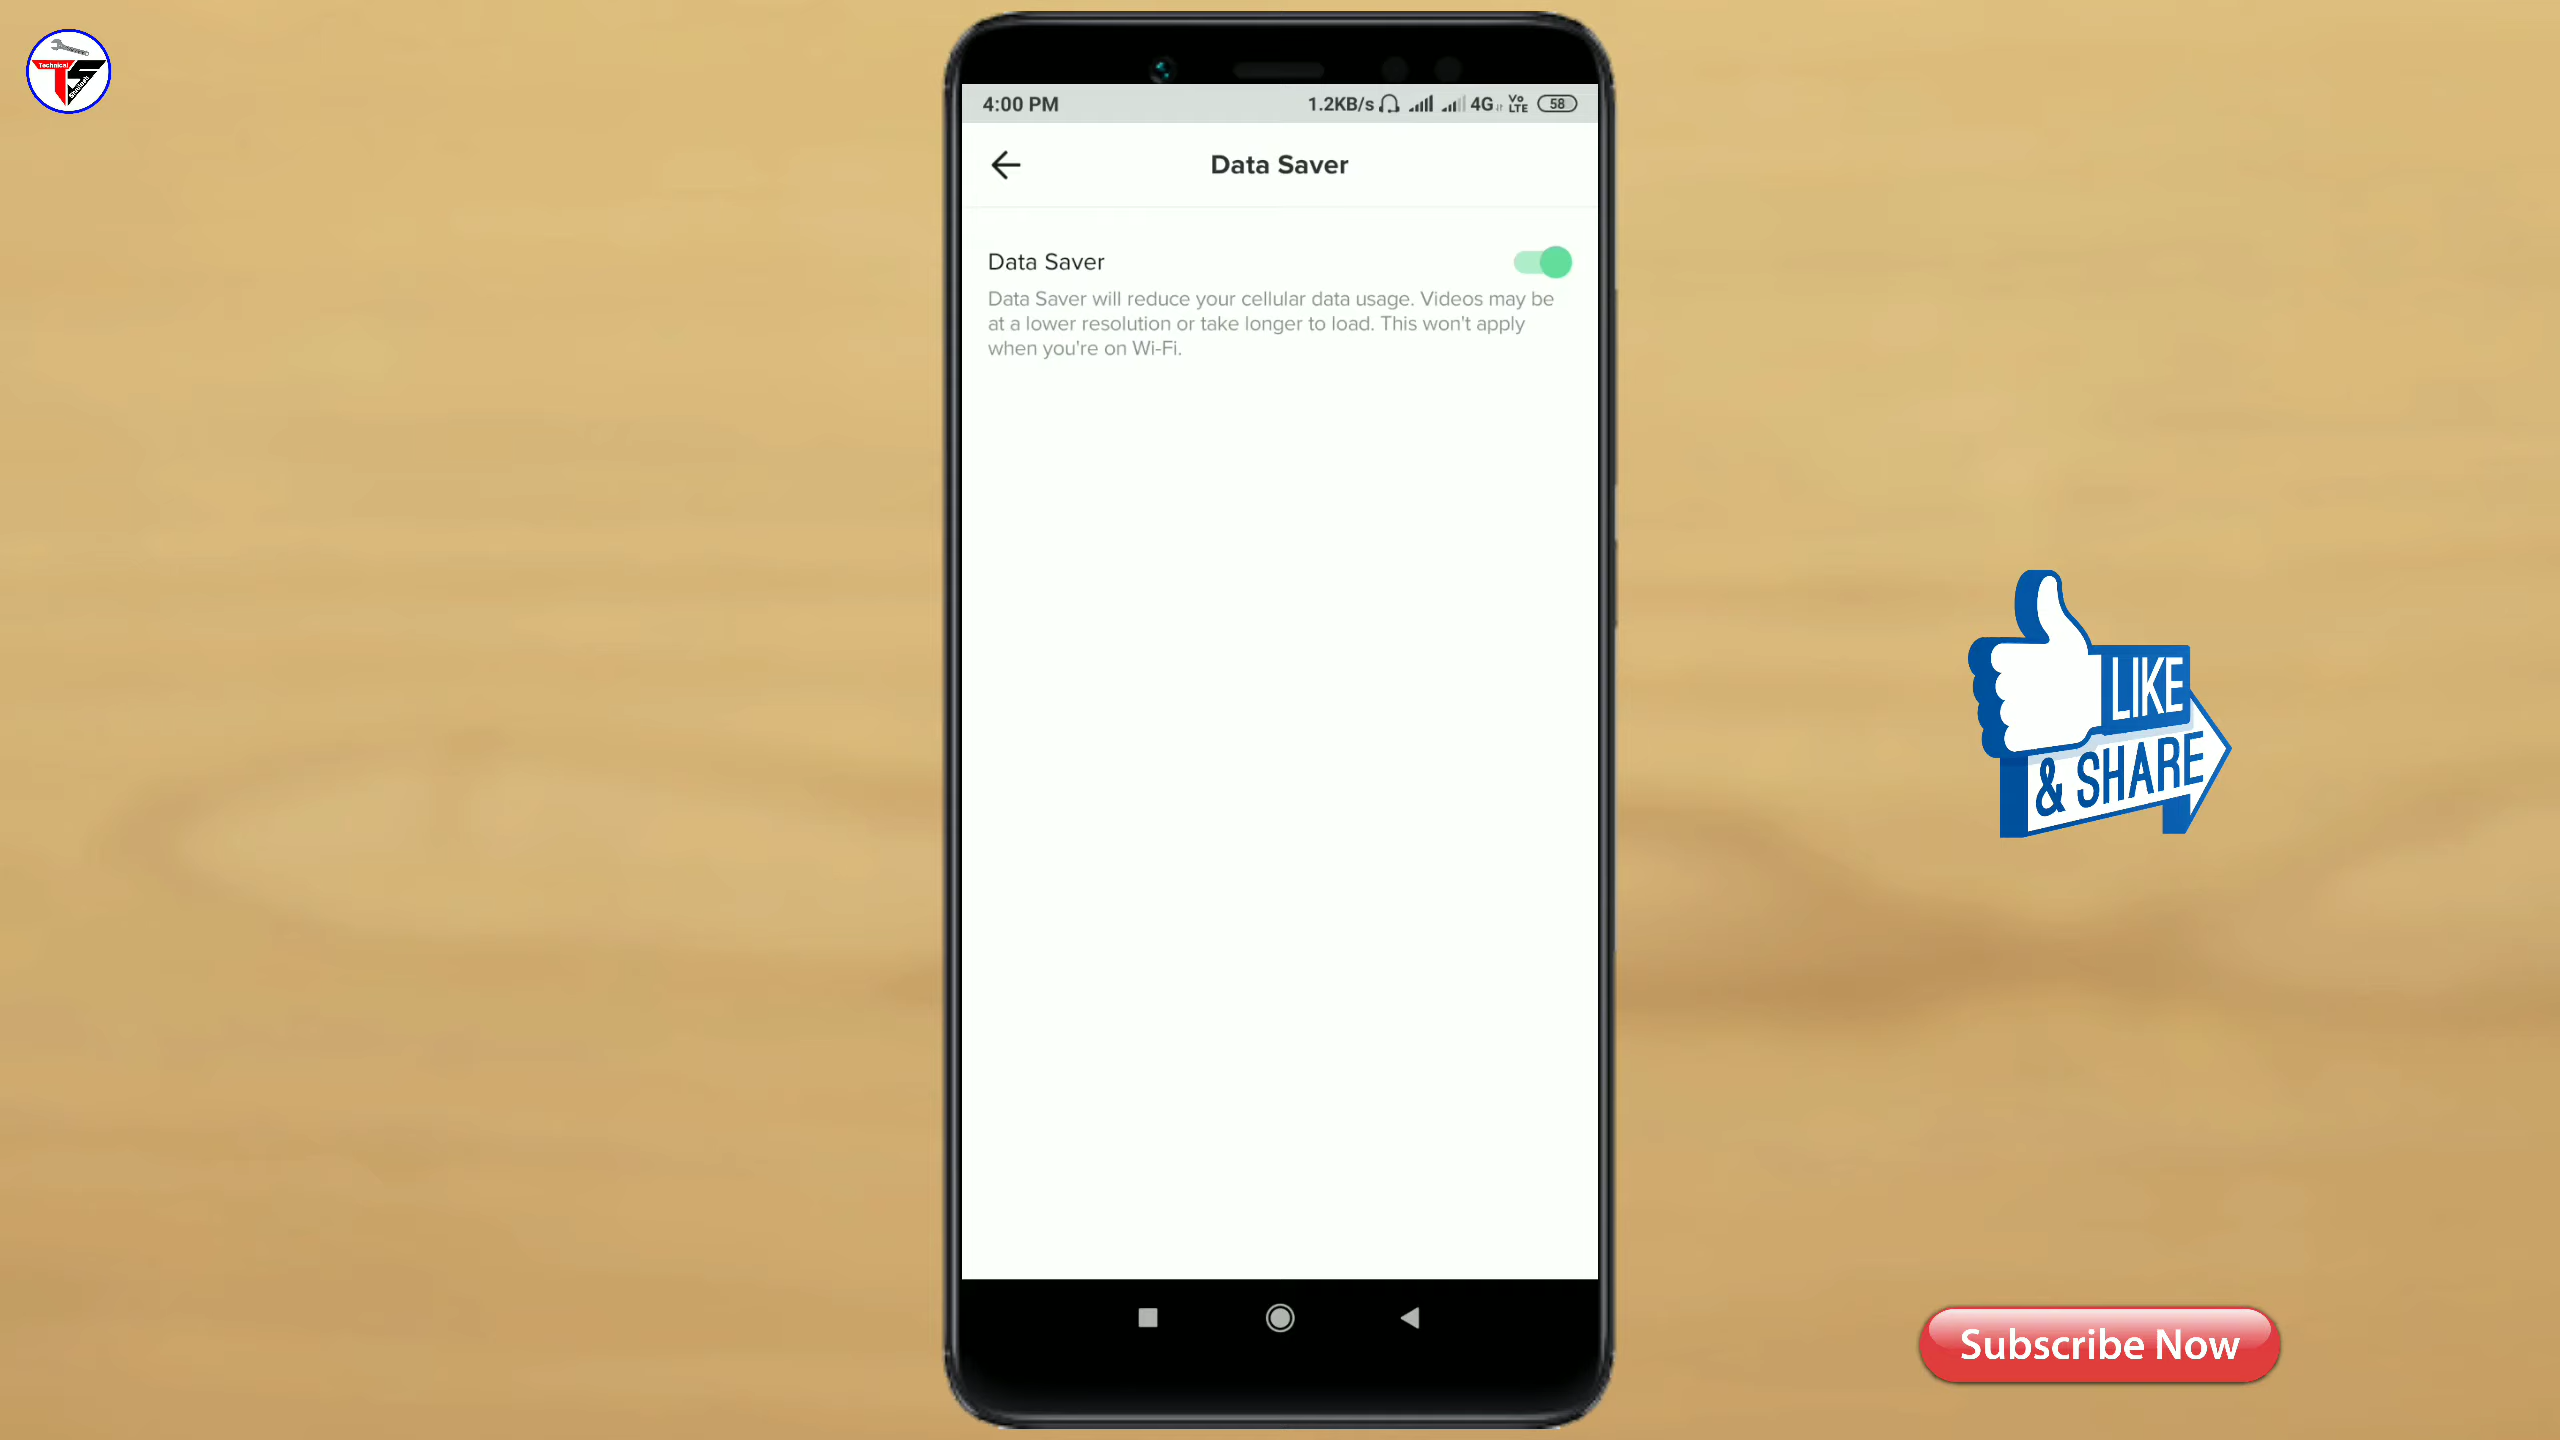 Technical
TS
4:00 PM
1.2KB/s 4G Vo LTE 58
Data Saver
Data Saver
Data Saver will reduce your cellular data usage. Videos may be
at a lower resolution or take longer to load. This won't apply
when you're on Wi-Fi.
LIKE
& SHARE
Subscribe Now